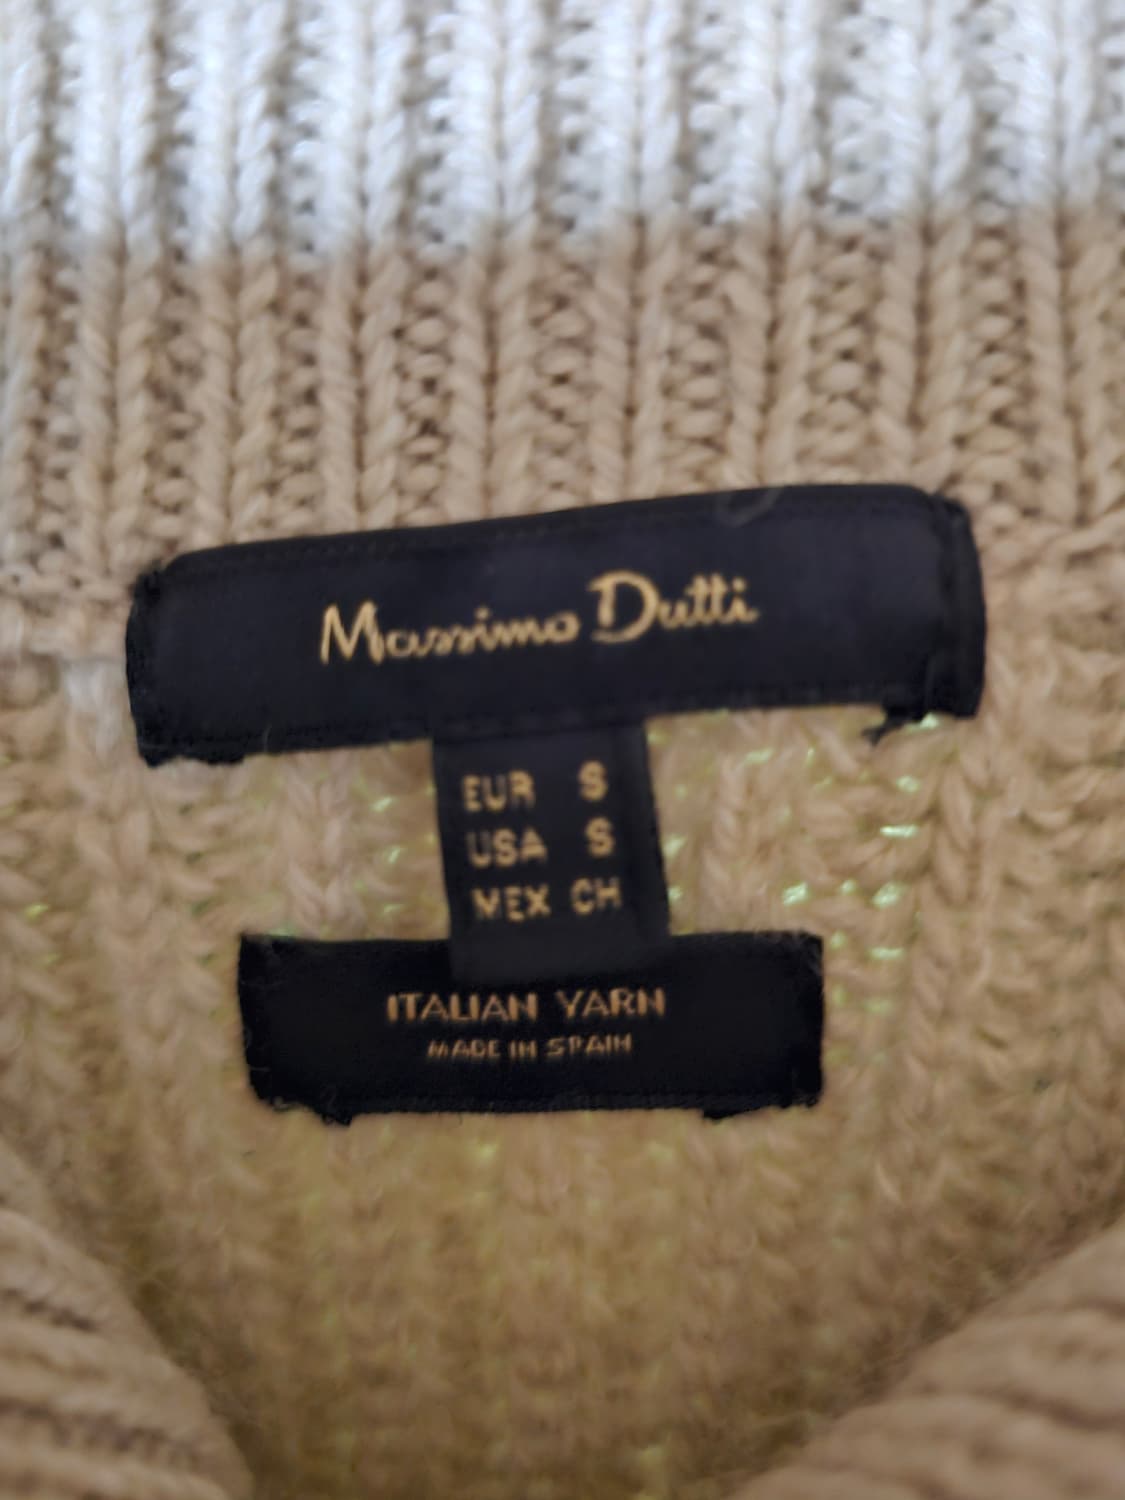 Massimo Dutti
EUR S
USA S
MEX CH
ITALIAN YARN
MADE IN SPAIN